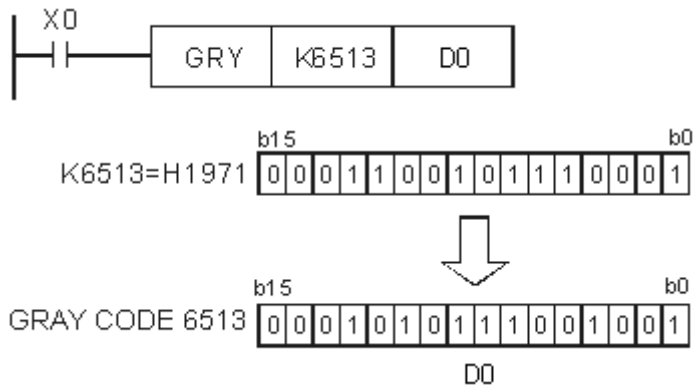 X0
GRY K6513 D0
b15 b0
K6513=H1971 0 0 0 1 1 0 0 1 0 1 1 1 0 0 0 1
b15 b0
GRAY CODE 6513 0 0 0 1 0 1 0 1 1 1 0 0 1 0 0 1
D0